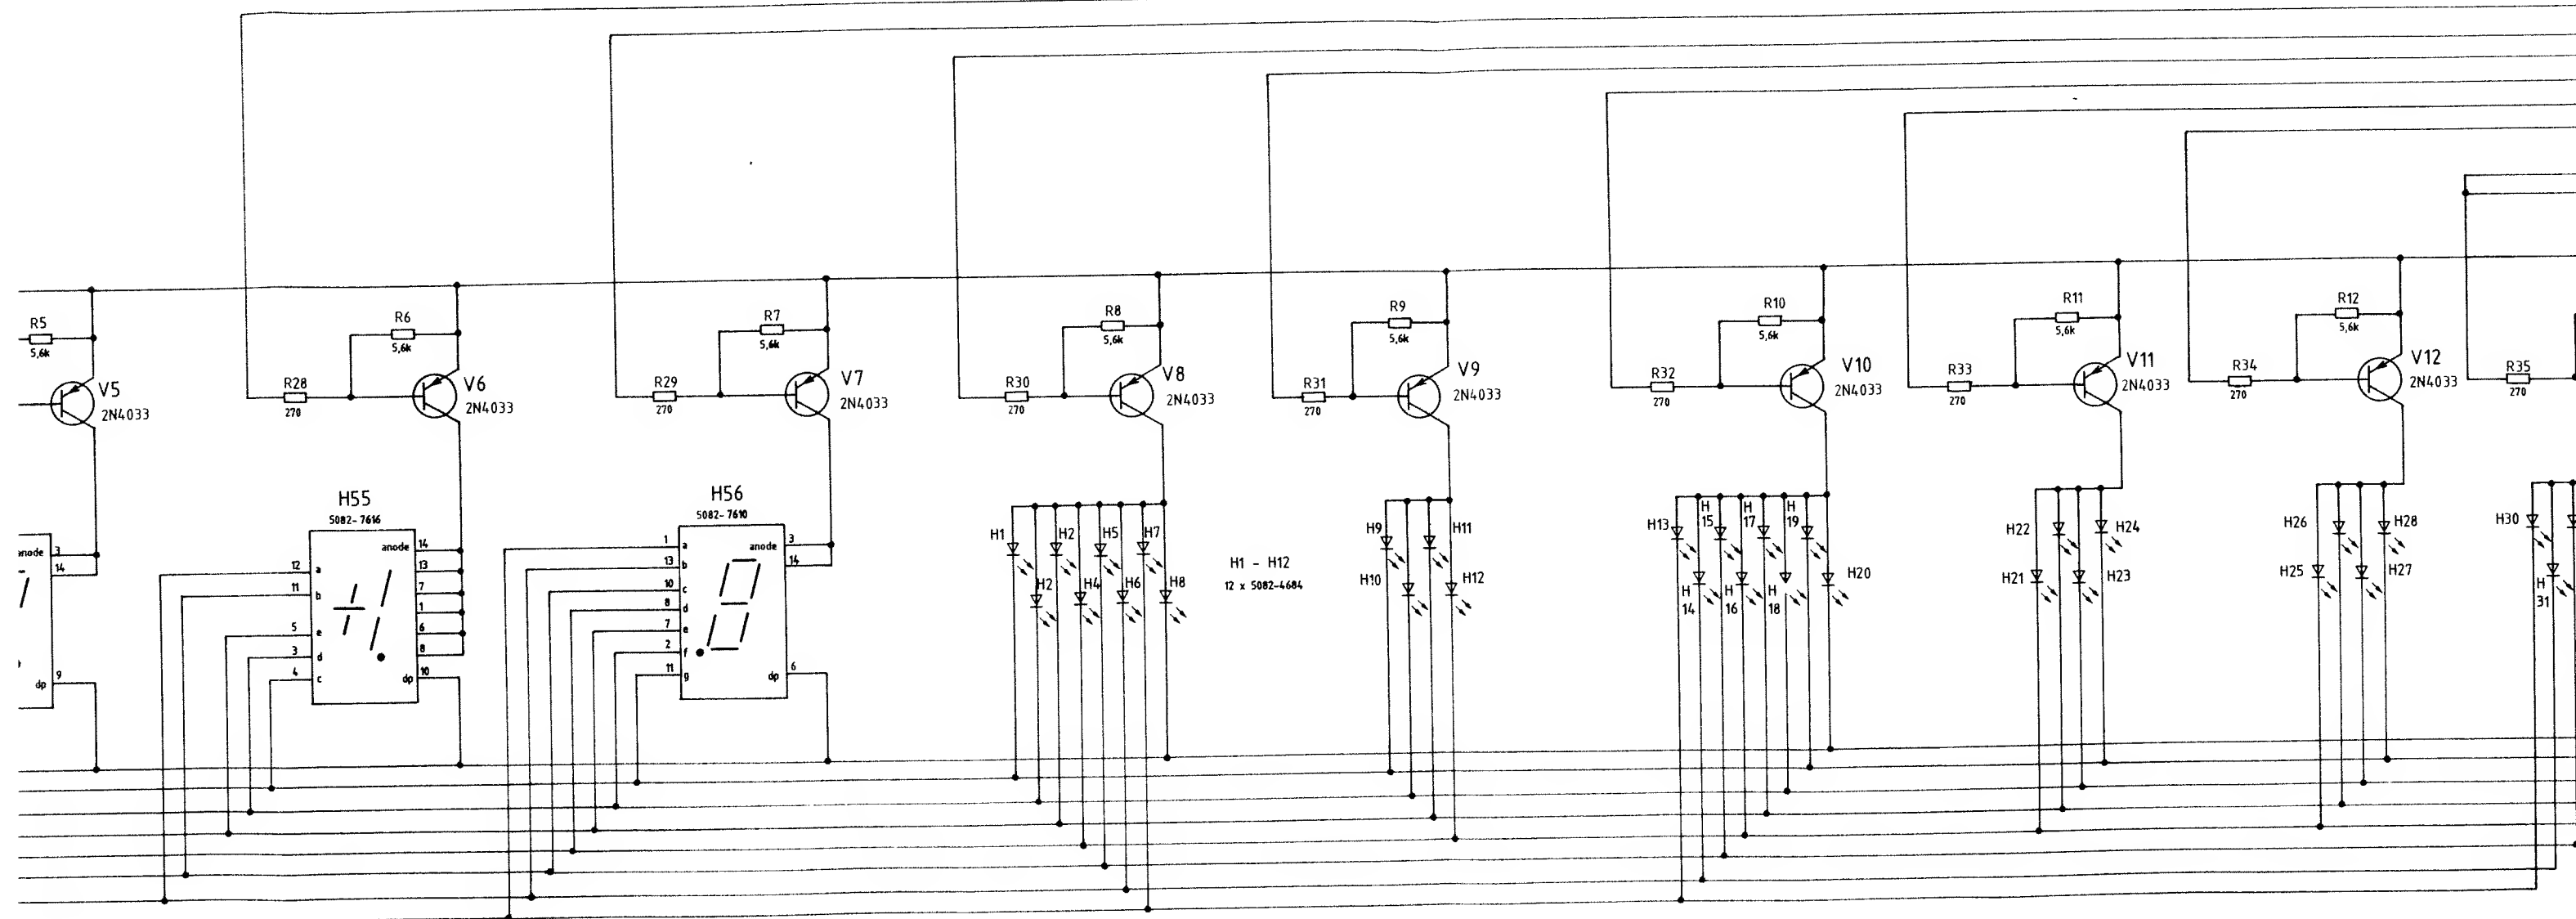 R5
5,6k
V5
2N4033
anode
3
14
dp
9
R6
5,6k
R28
270
V6
2N4033
H55
5082-7616
12
a
11
b
5
e
3
d
4
c
anode
14
13
7
1
6
8
dp
10
R7
5,6k
R29
270
V7
2N4033
H56
5082-7610
1
a
13
b
10
c
8
d
7
e
2
f
11
g
anode
3
14
dp
6
R8
5,6k
R30
270
V8
2N4033
H1
H2
H5
H7
H2
H4
H6
H8
H1 - H12
12 x 5082-4684
R9
5,6k
R31
270
V9
2N4033
H9
H11
H10
H12
R10
5,6k
R32
270
V10
2N4033
H13
H
15
H
17
H
19
H
14
H
16
H
18
H20
R11
5,6k
R33
270
V11
2N4033
H22
H24
H21
H23
R12
5,6k
R34
270
V12
2N4033
H26
H28
H25
H27
R35
270
H30
H
31